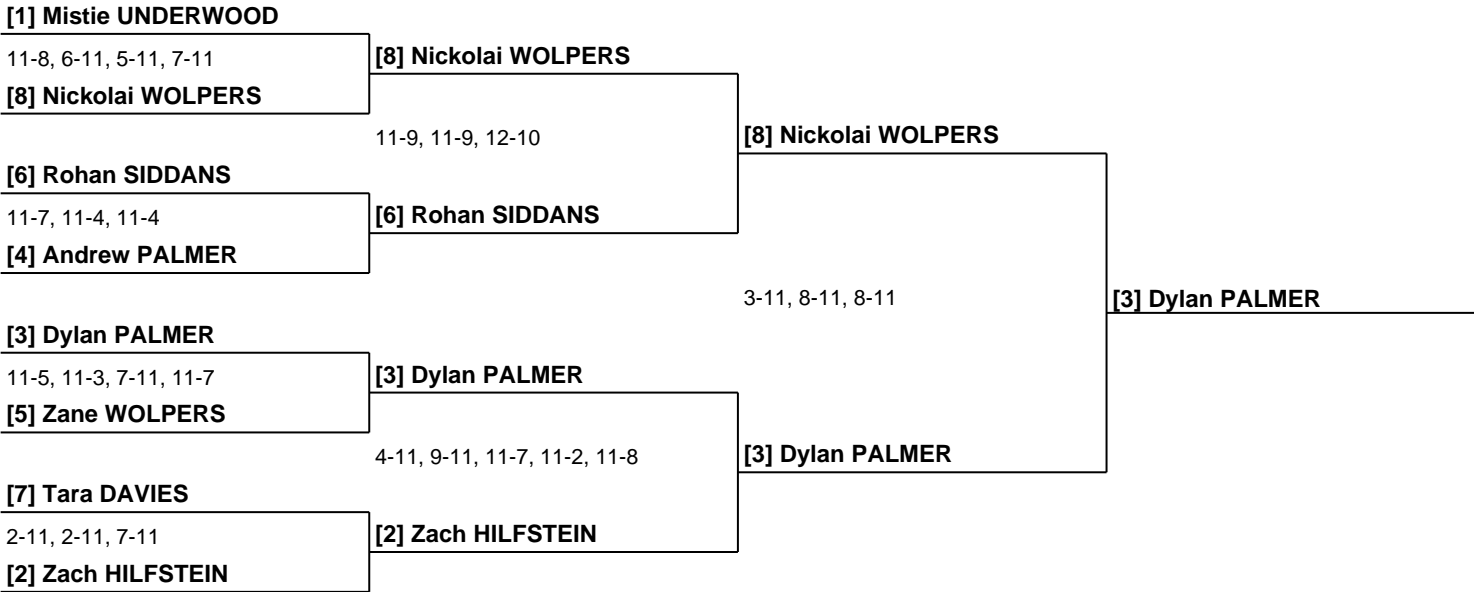 [1] Mistie UNDERWOOD
11-8, 6-11, 5-11, 7-11
[8] Nickolai WOLPERS
[8] Nickolai WOLPERS
11-9, 11-9, 12-10
[8] Nickolai WOLPERS
[6] Rohan SIDDANS
11-7, 11-4, 11-4
[6] Rohan SIDDANS
[4] Andrew PALMER
3-11, 8-11, 8-11
[3] Dylan PALMER
[3] Dylan PALMER
11-5, 11-3, 7-11, 11-7
[3] Dylan PALMER
[5] Zane WOLPERS
4-11, 9-11, 11-7, 11-2, 11-8
[3] Dylan PALMER
[7] Tara DAVIES
2-11, 2-11, 7-11
[2] Zach HILFSTEIN
[2] Zach HILFSTEIN